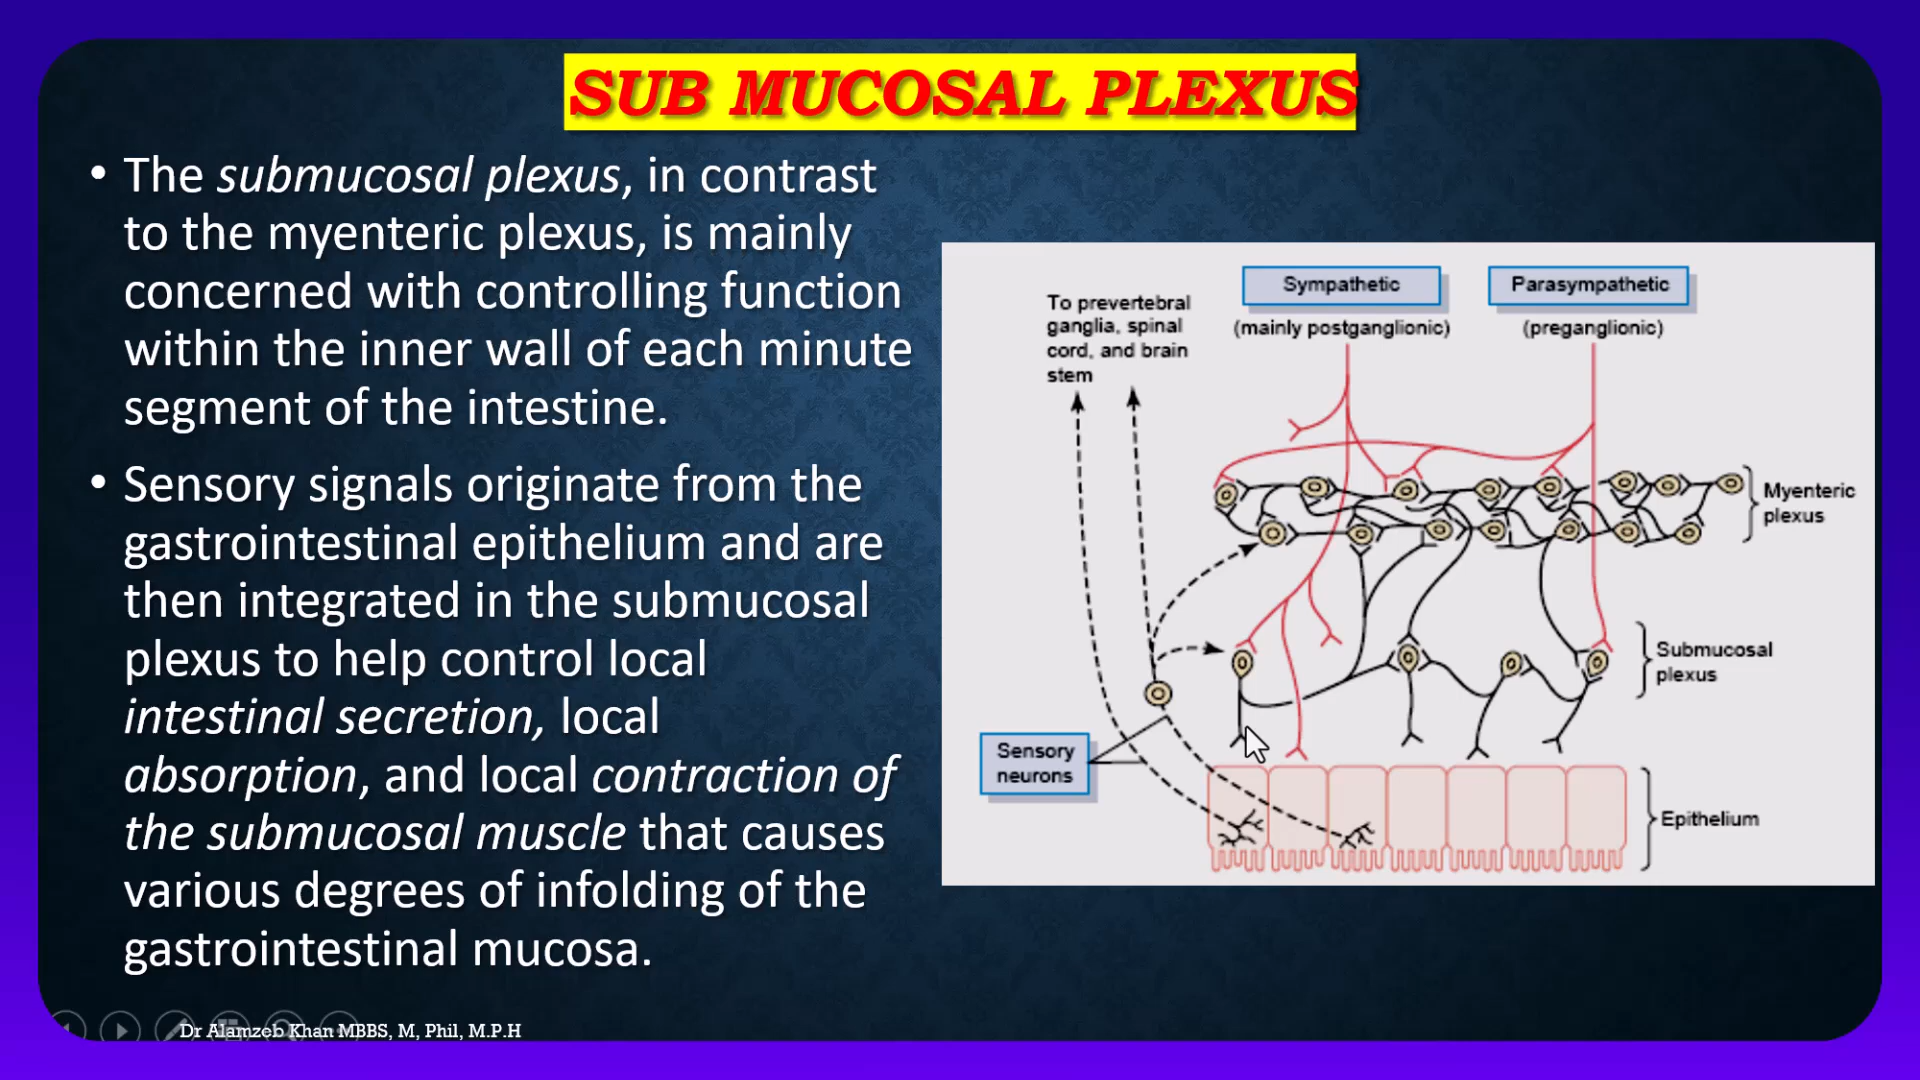 SUB MUCOSAL PLEXUS
• The submucosal plexus, in contrast
to the myenteric plexus, is mainly
concerned with controlling function
within the inner wall of each minute
segment of the intestine.
• Sensory signals originate from the
gastrointestinal epithelium and are
then integrated in the submucosal
plexus to help control local
intestinal secretion, local
absorption, and local contraction of
the submucosal muscle that causes
various degrees of infolding of the
gastrointestinal mucosa.
To prevertebral
ganglia, spinal
cord, and brain
stem
Sympathetic
(mainly postganglionic)
Parasympathetic
(preganglionic)
Myenteric
plexus
Submucosal
plexus
Sensory
neurons
Epithelium
Dr Alamzeb Khan MBBS, M, Phil, M.P.H